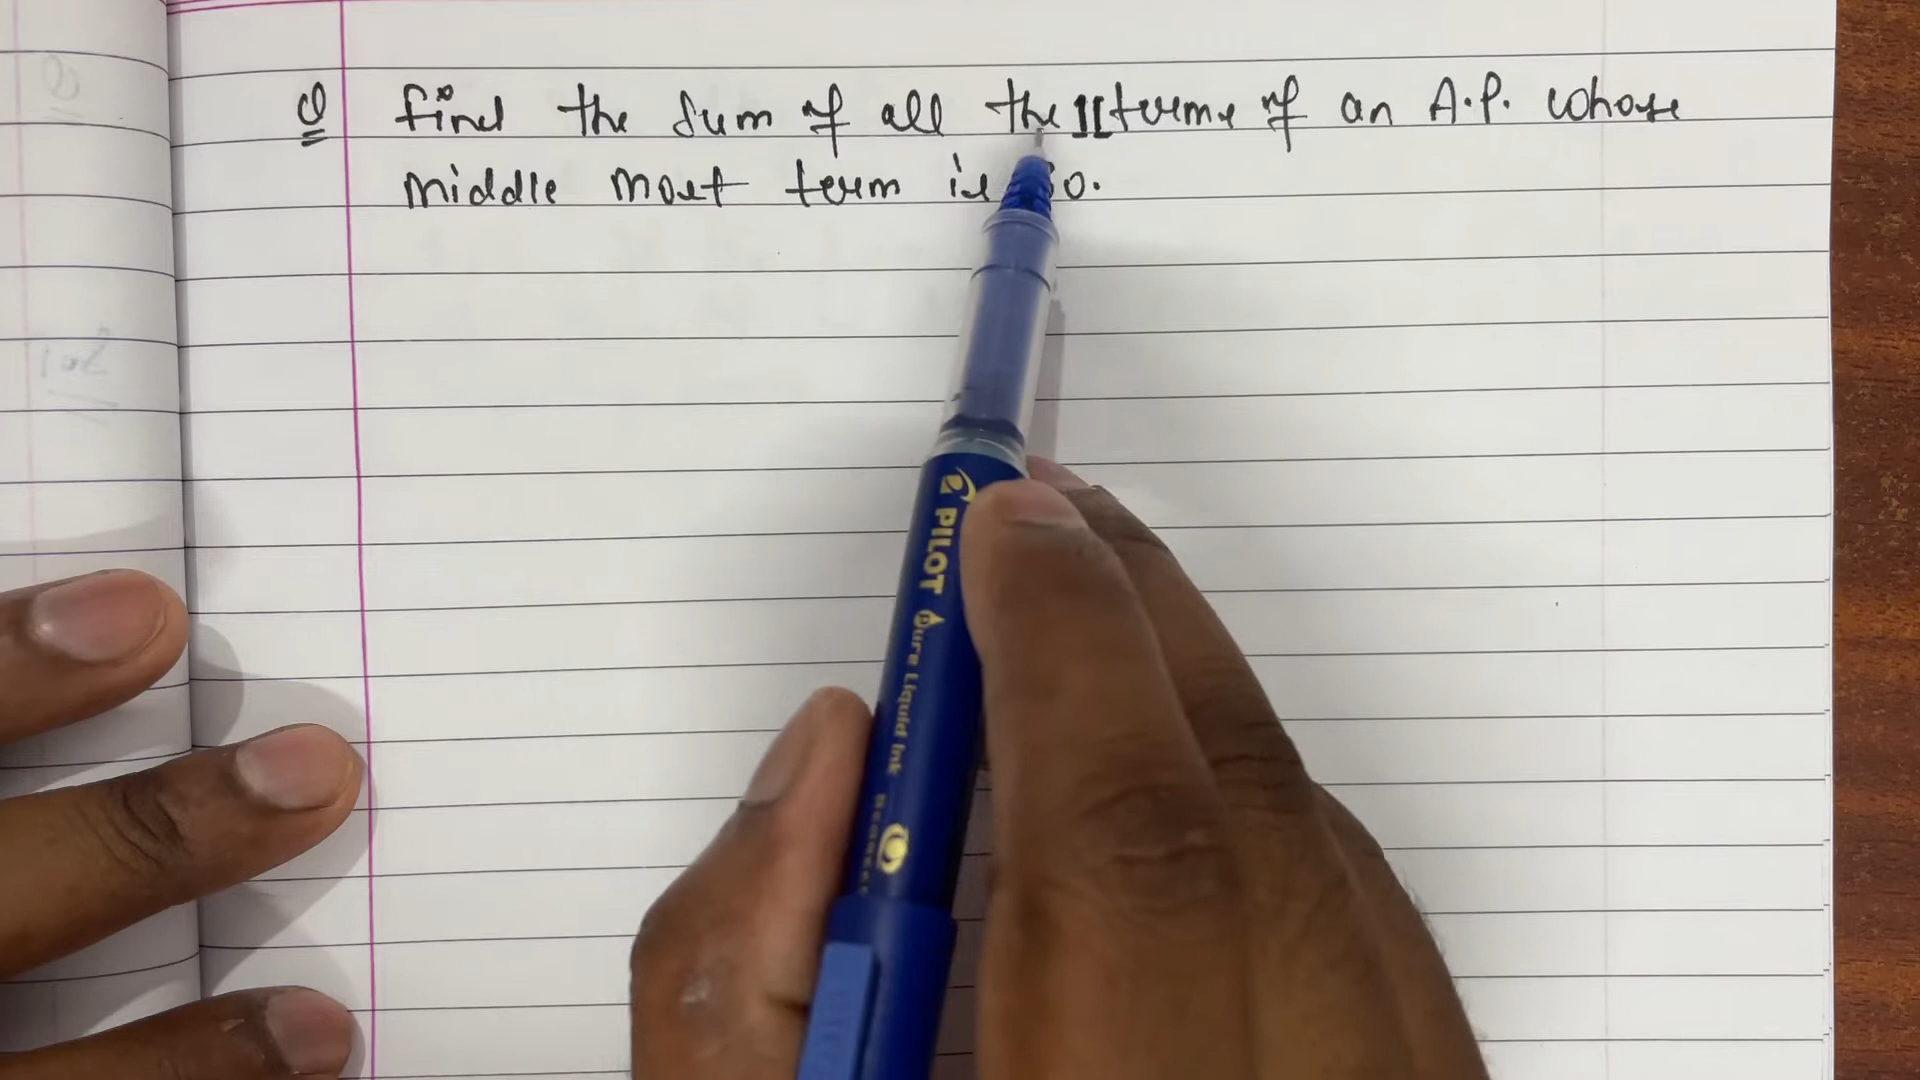 Q find the sum of all the 11 terms of an A.P. whose
middle most term is 30.
PILOT
Pure Liquid Ink